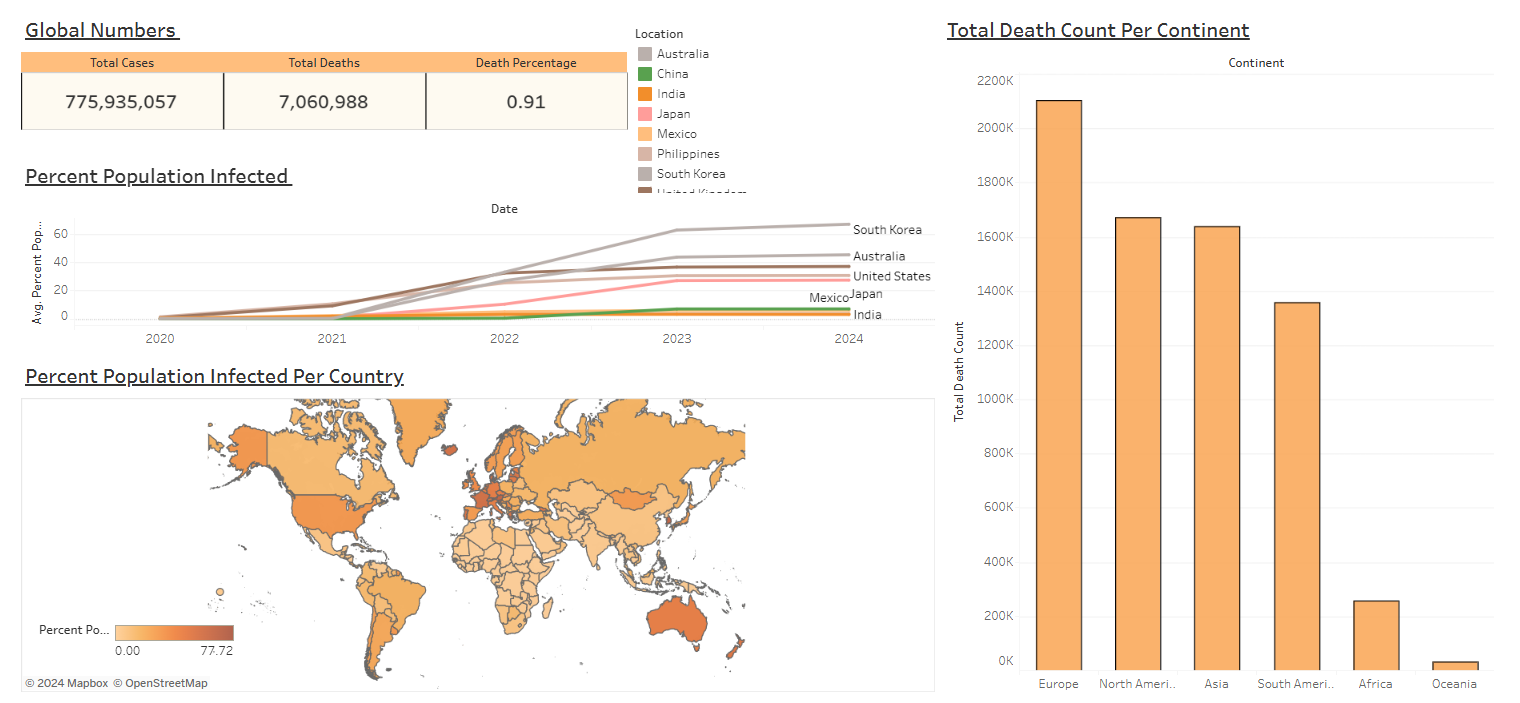 Global Numbers
Total Cases
Total Deaths
Death Percentage
775,935,057
7,060,988
0.91
Location
Australia
China
India
Japan
Mexico
Philippines
South Korea
United Kingdom
Percent Population Infected
Date
Avg. Percent Pop...
60
40
20
0
South Korea
Australia
United States
Mexico
Japan
India
2020
2021
2022
2023
2024
Percent Population Infected Per Country
Percent Po...
0.00
77.72
© 2024 Mapbox © OpenStreetMap
Total Death Count Per Continent
Continent
Total Death Count
2200K
2000K
1800K
1600K
1400K
1200K
1000K
800K
600K
400K
200K
0K
Europe
North Ameri..
Asia
South Ameri..
Africa
Oceania